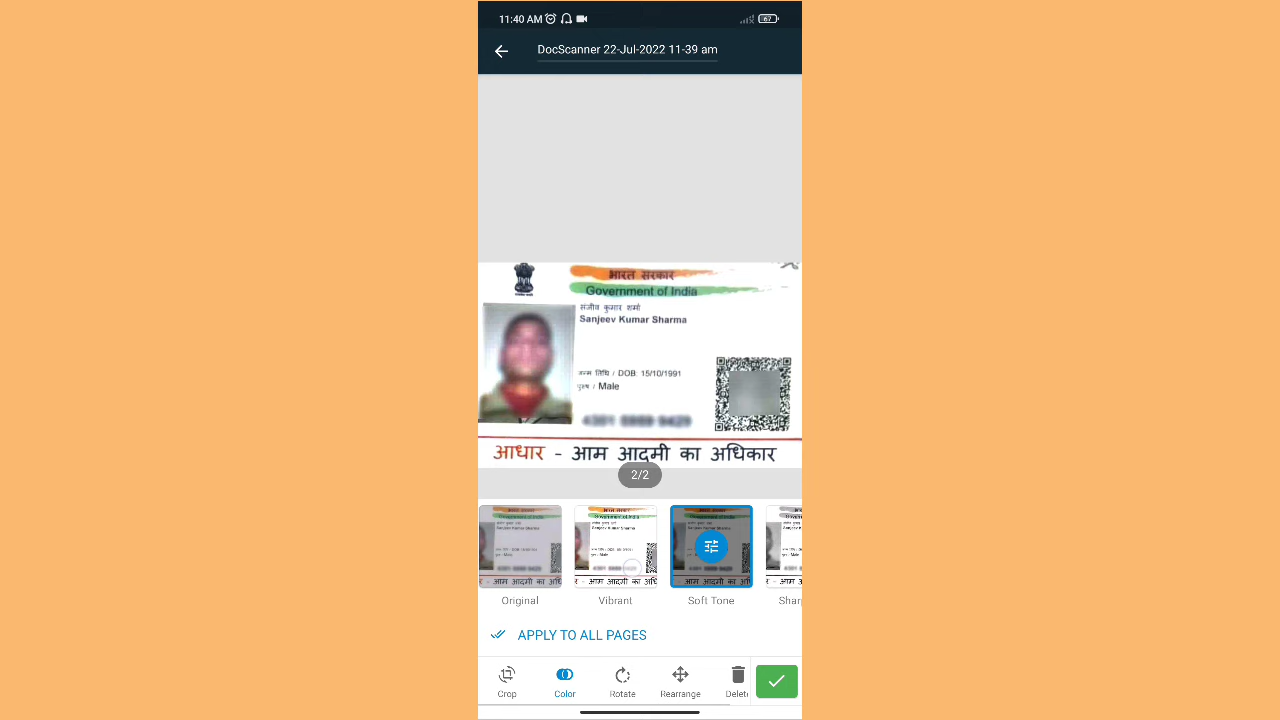 11:40 AM
67
DocScanner 22-Jul-2022 11-39 am
भारत सरकार
Government of India
संजीव कुमार शर्मा
Sanjeev Kumar Sharma
जन्म तिथि / DOB: 15/10/1991
पुरुष / Male
आधार - आम आदमी का अधिकार
2/2
Original
Vibrant
Soft Tone
Shar
APPLY TO ALL PAGES
Crop
Color
Rotate
Rearrange
Delet